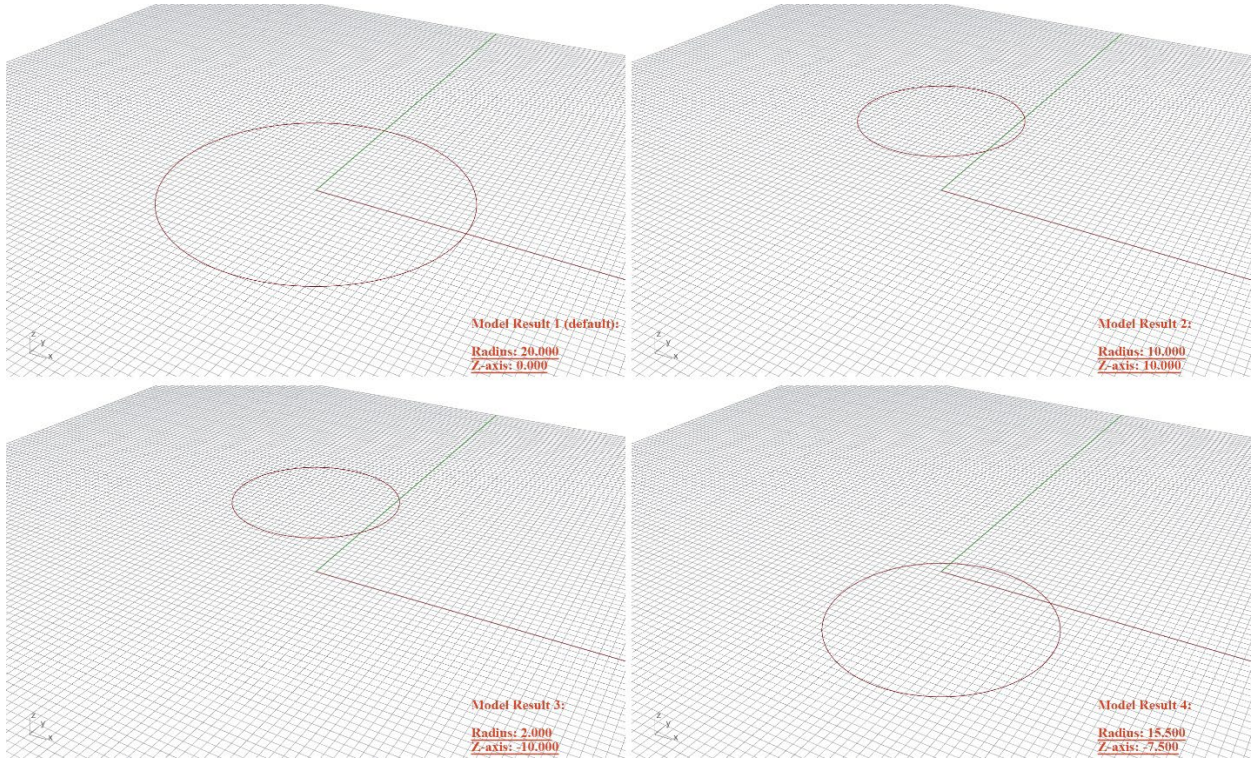 z
y
x
Model Result 1 (default):
Radius: 20.000
Z-axis: 0.000
z
y
x
Model Result 2:
Radius: 10.000
Z-axis: 10.000
z
y
x
Model Result 3:
Radius: 2.000
Z-axis: -10.000
z
y
x
Model Result 4:
Radius: 15.500
Z-axis: -7.500